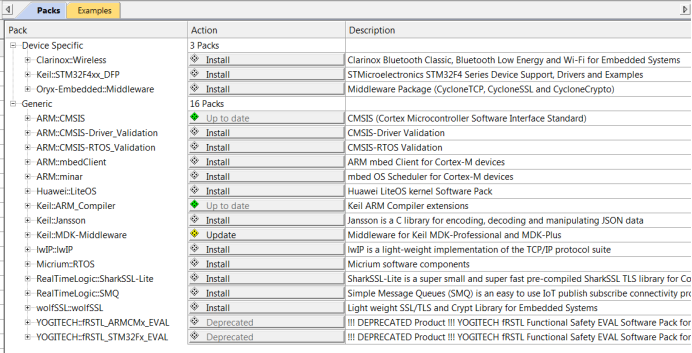 Packs Examples
Pack Action Description
Device Specific 3 Packs
Clarinox::Wireless Install Clarinox Bluetooth Classic, Bluetooth Low Energy and Wi-Fi for Embedded Systems
Keil::STM32F4xx_DFP Install STMicroelectronics STM32F4 Series Device Support, Drivers and Examples
Oryx-Embedded::Middleware Install Middleware Package (CycloneTCP, CycloneSSL and CycloneCrypto)
Generic 16 Packs
ARM::CMSIS Up to date CMSIS (Cortex Microcontroller Software Interface Standard)
ARM::CMSIS-Driver_Validation Install CMSIS-Driver Validation
ARM::CMSIS-RTOS_Validation Install CMSIS-RTOS Validation
ARM::mbedClient Install ARM mbed Client for Cortex-M devices
ARM::minar Install mbed OS Scheduler for Cortex-M devices
Huawei::LiteOS Install Huawei LiteOS kernel Software Pack
Keil::ARM_Compiler Up to date Keil ARM Compiler extensions
Keil::Jansson Install Jansson is a C library for encoding, decoding and manipulating JSON data
Keil::MDK-Middleware Update Middleware for Keil MDK-Professional and MDK-Plus
lwIP::lwIP Install lwIP is a light-weight implementation of the TCP/IP protocol suite
Micrium::RTOS Install Micrium software components
RealTimeLogic::SharkSSL-Lite Install SharkSSL-Lite is a super small and super fast pre-compiled SharkSSL TLS library for Co
RealTimeLogic::SMQ Install Simple Message Queues (SMQ) is an easy to use IoT publish subscribe connectivity pro
wolfSSL::wolfSSL Install Light weight SSL/TLS and Crypt Library for Embedded Systems
YOGITECH::fRSTL_ARMCMx_EVAL Deprecated !!! DEPRECATED Product !!! YOGITECH fRSTL Functional Safety EVAL Software Pack for
YOGITECH::fRSTL_STM32Fx_EVAL Deprecated !!! DEPRECATED Product !!! YOGITECH fRSTL Functional Safety EVAL Software Pack for